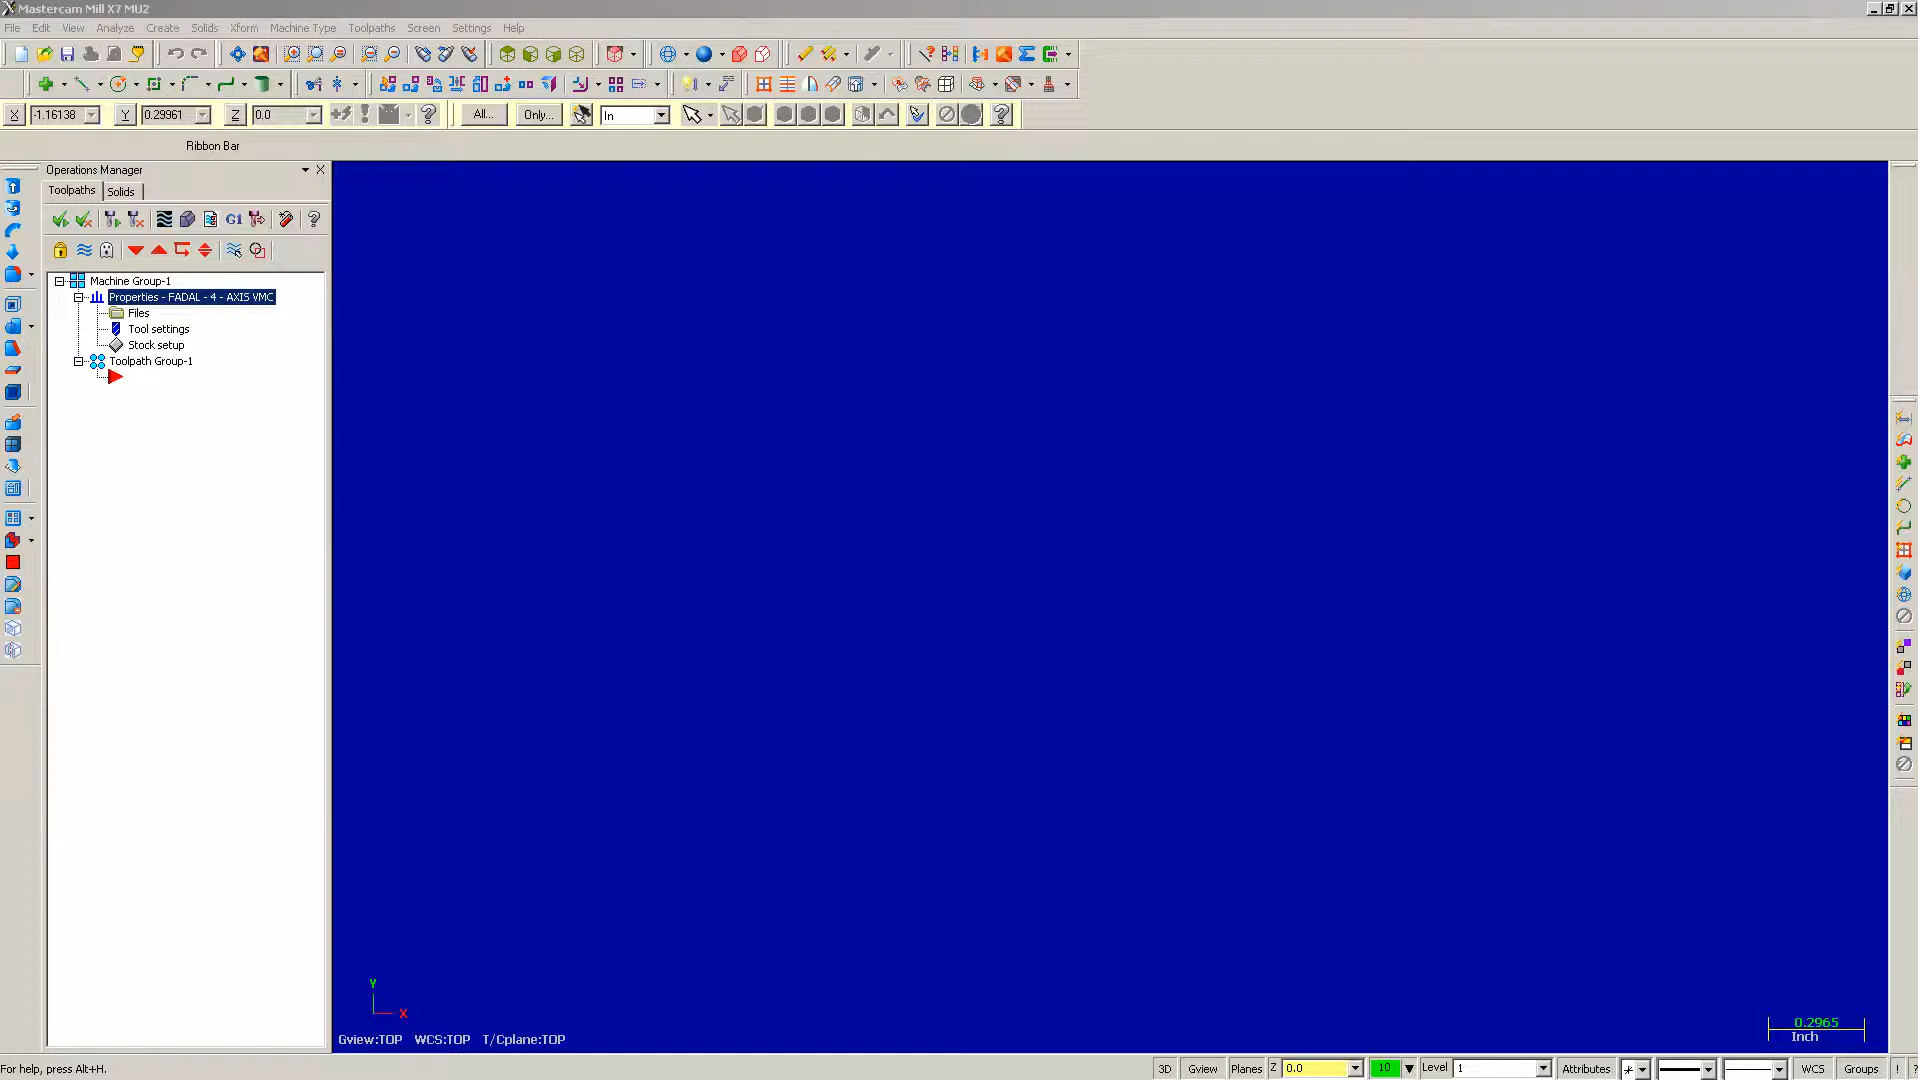 Mastercam Mill X7 MU2
File Edit View Analyze Create Solids Xform Machine Type Toolpaths Screen Settings Help
X -1.16138 Y 0.29961 Z 0.0 All... Only... In
Ribbon Bar
Operations Manager
Toolpaths Solids
G1
Machine Group-1
Properties - FADAL - 4 - AXIS VMC
Files
Tool settings
Stock setup
Toolpath Group-1
Y
X
Gview:TOP WCS:TOP T/Cplane:TOP
0.2965
Inch
For help, press Alt+H.
3D Gview Planes Z 0.0 10 Level 1 Attributes WCS Groups ! ?